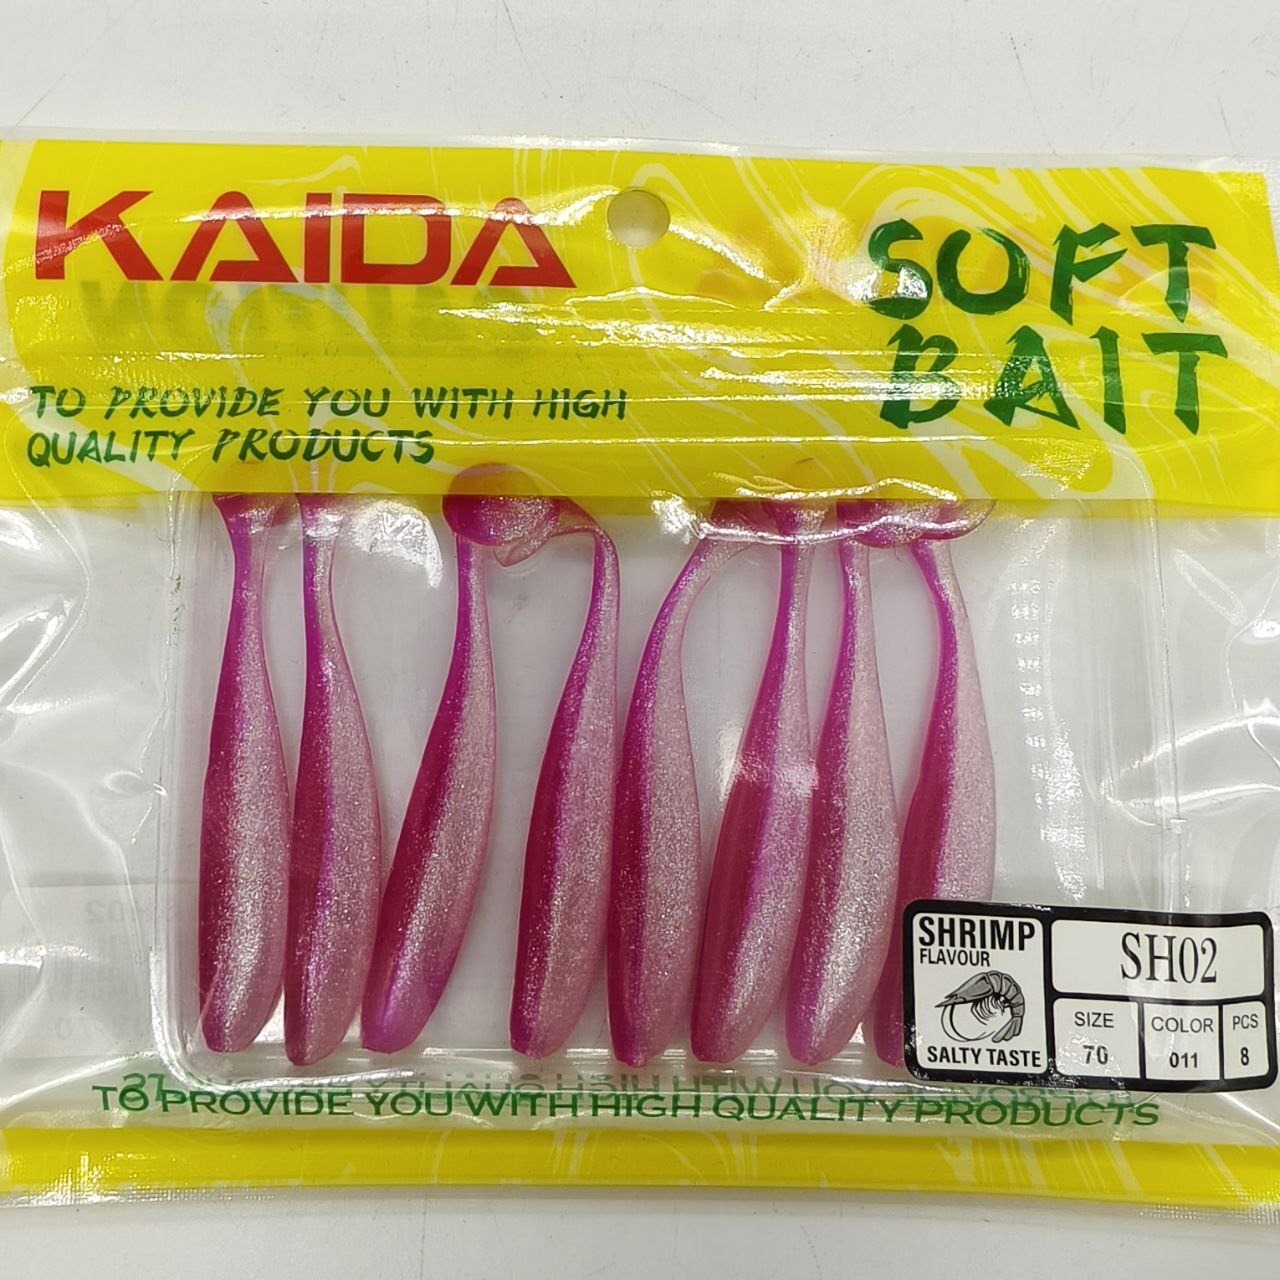 KAIDA
SOFT
BAIT
TO PROVIDE YOU WITH HIGH
QUALITY PRODUCTS
SHRIMP
FLAVOUR
SALTY TASTE
SH02
SIZE
70
COLOR
011
PCS
8
TO PROVIDE YOU WITH HIGH QUALITY PRODUCTS